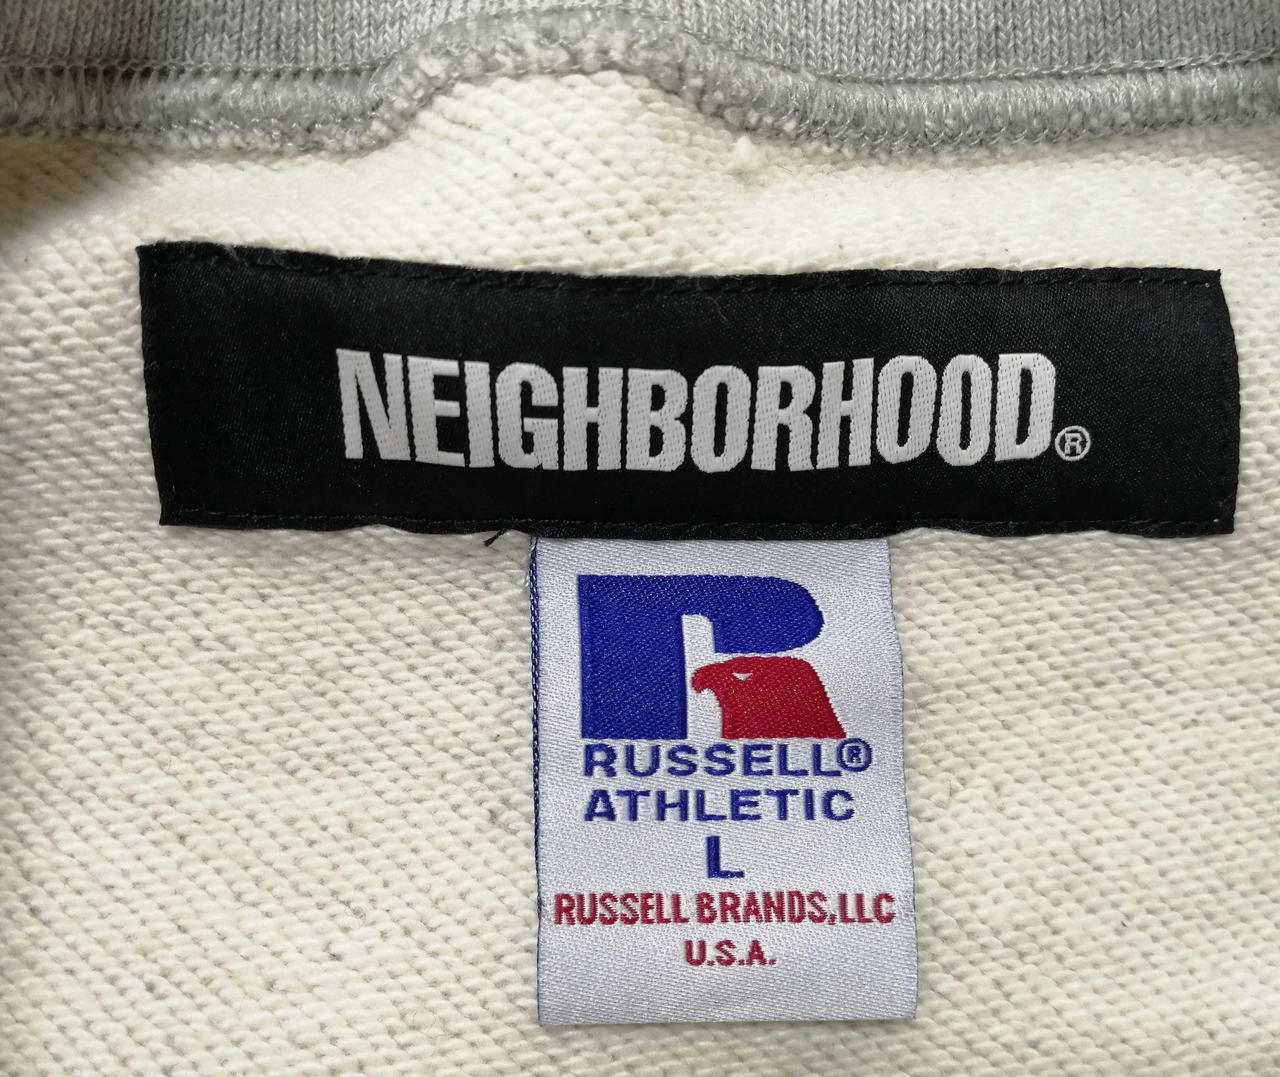 NEIGHBORHOOD®
R
RUSSELL®
ATHLETIC
L
RUSSELL BRANDS, LLC
U.S.A.